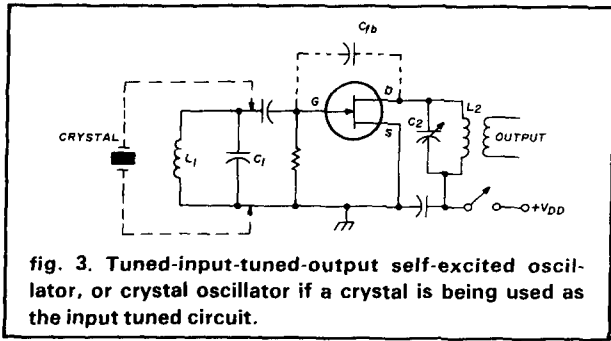 Cfb
G
D
S
L2
C2
OUTPUT
CRYSTAL
L1
C1
+VDD
fig. 3. Tuned-input-tuned-output self-excited oscil-
lator, or crystal oscillator if a crystal is being used as
the input tuned circuit.